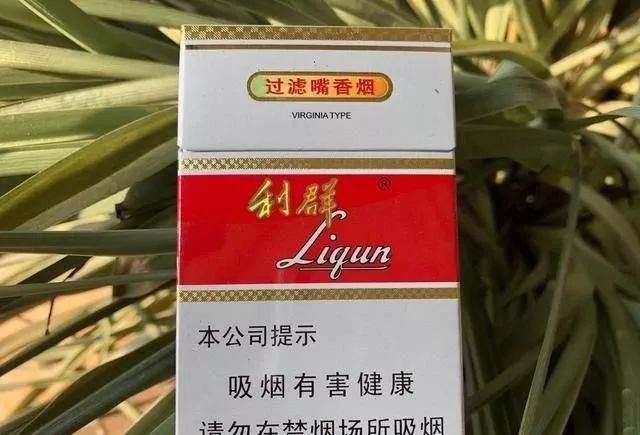 过滤嘴香烟
VIRGINIA TYPE
利群®
Liqun
本公司提示
吸烟有害健康
请勿在禁烟场所吸烟